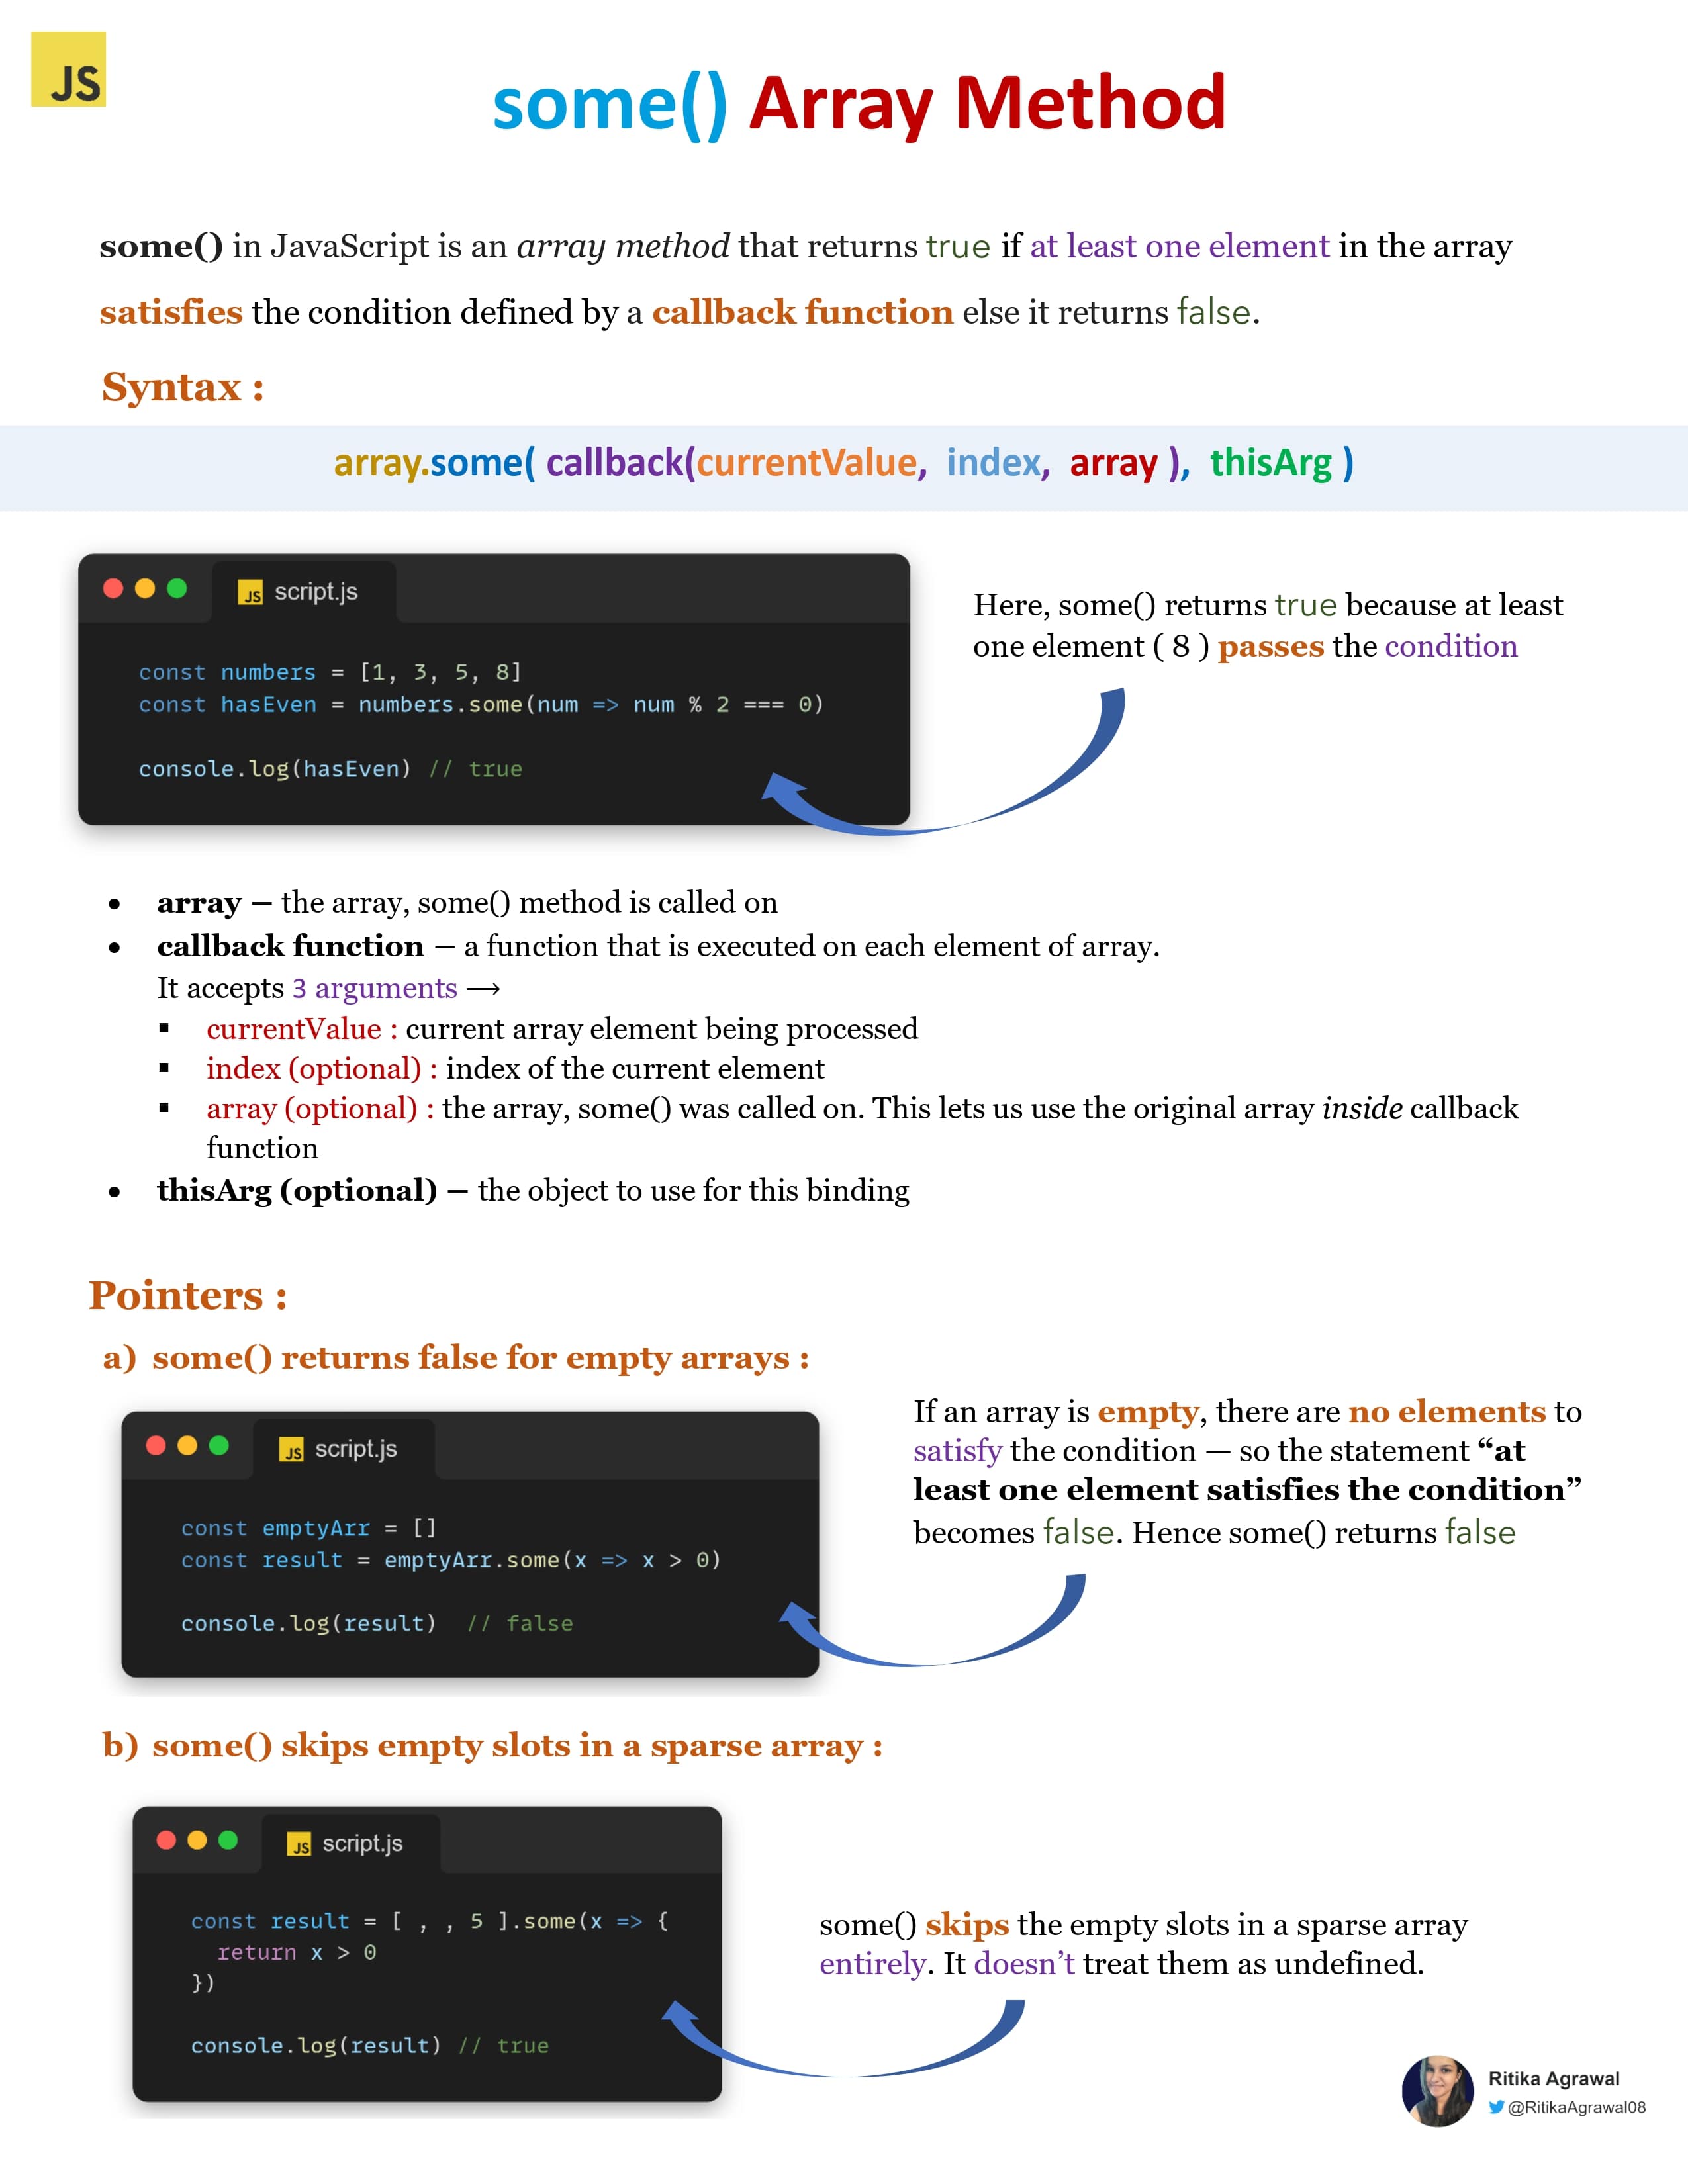 JS
some() Array Method
some() in JavaScript is an array method that returns true if at least one element in the array
satisfies the condition defined by a callback function else it returns false.
Syntax :
array.some( callback(currentValue, index, array ), thisArg )
JS script.js
const numbers = [1, 3, 5, 8]
const hasEven = numbers.some(num => num % 2 === 0)
console.log(hasEven) // true
Here, some() returns true because at least
one element ( 8 ) passes the condition
• array – the array, some() method is called on
• callback function – a function that is executed on each element of array.
It accepts 3 arguments ⟶
▪ currentValue : current array element being processed
▪ index (optional) : index of the current element
▪ array (optional) : the array, some() was called on. This lets us use the original array inside callback
function
• thisArg (optional) – the object to use for this binding
Pointers :
a) some() returns false for empty arrays :
JS script.js
const emptyArr = []
const result = emptyArr.some(x => x > 0)
console.log(result) // false
If an array is empty, there are no elements to
satisfy the condition — so the statement “at
least one element satisfies the condition”
becomes false. Hence some() returns false
b) some() skips empty slots in a sparse array :
JS script.js
const result = [ , , 5 ].some(x => {
return x > 0
})
console.log(result) // true
some() skips the empty slots in a sparse array
entirely. It doesn’t treat them as undefined.
Ritika Agrawal
@RitikaAgrawal08